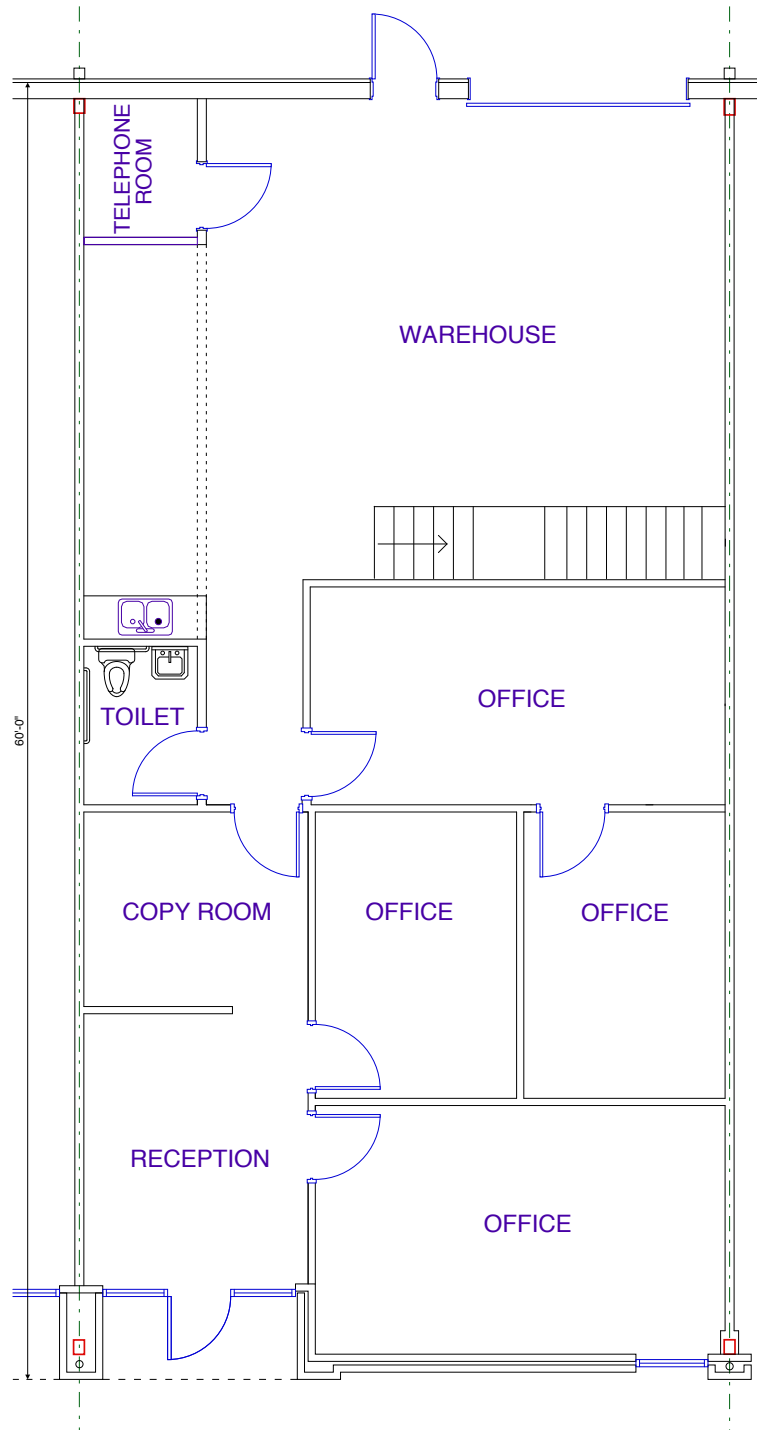 TELEPHONE
ROOM
WAREHOUSE
OFFICE
TOILET
60'-0"
COPY ROOM
OFFICE
OFFICE
RECEPTION
OFFICE